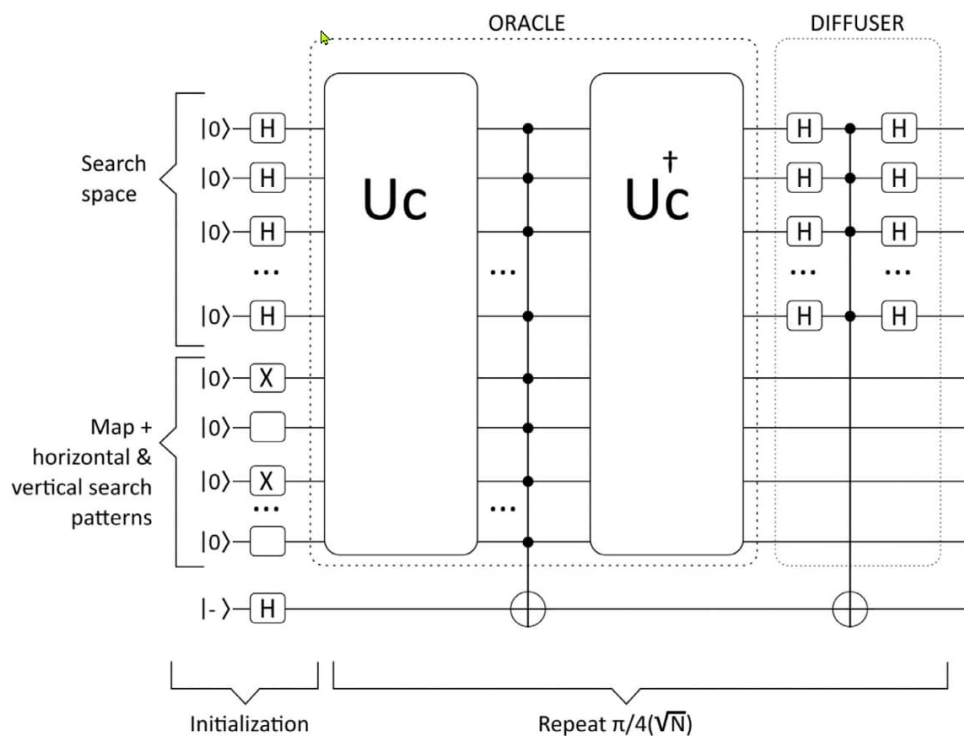 ORACLE DIFFUSER
|0⟩ H H H
Uc Uc†
Search
space
|0⟩ H H H
|0⟩ H H H
... ... ... ...
|0⟩ H H H
|0⟩ X
Map +
horizontal &
vertical search
patterns
|0⟩
|0⟩ X
... ...
|0⟩
|-⟩ H
Initialization Repeat π/4(√N)